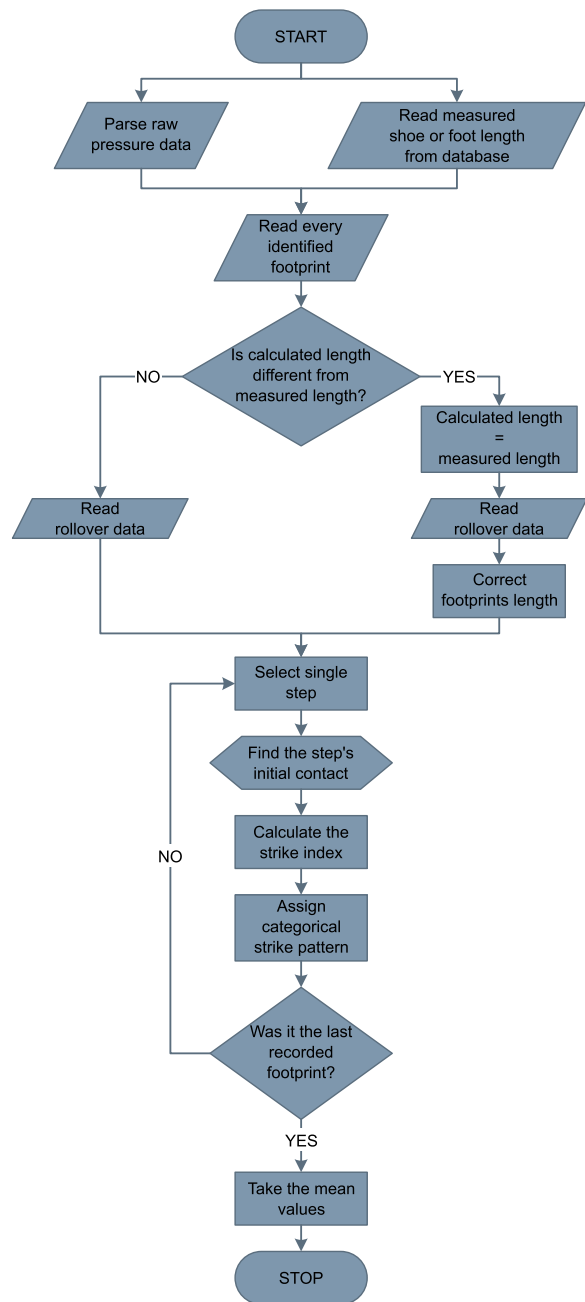 START
Parse raw
pressure data
Read measured
shoe or foot length
from database
Read every
identified
footprint
Is calculated length
different from
measured length?
NO
YES
Calculated length
=
measured length
Read
rollover data
Read
rollover data
Correct
footprints length
Select single
step
Find the step's
initial contact
Calculate the
strike index
NO
Assign
categorical
strike pattern
Was it the last
recorded
footprint?
YES
Take the mean
values
STOP